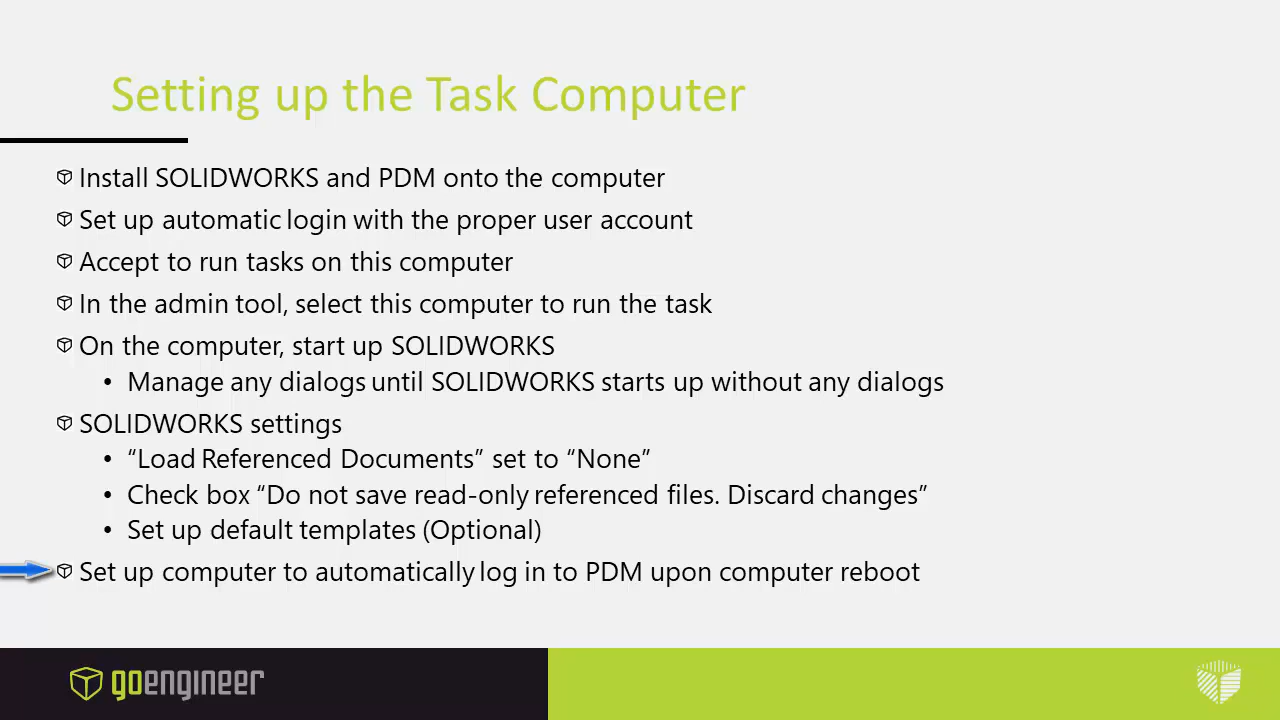 Setting up the Task Computer
Install SOLIDWORKS and PDM onto the computer
Set up automatic login with the proper user account
Accept to run tasks on this computer
In the admin tool, select this computer to run the task
On the computer, start up SOLIDWORKS
• Manage any dialogs until SOLIDWORKS starts up without any dialogs
SOLIDWORKS settings
• “Load Referenced Documents” set to “None”
• Check box “Do not save read-only referenced files. Discard changes”
• Set up default templates (Optional)
Set up computer to automatically log in to PDM upon computer reboot
goengineer